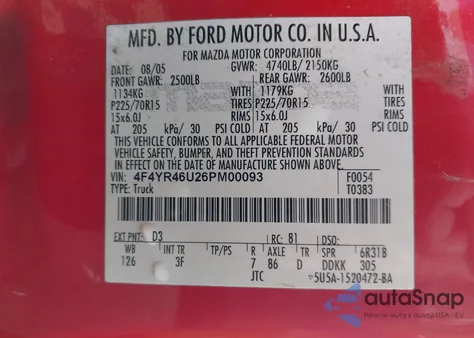 MFD. BY FORD MOTOR CO. IN U.S.A.
FOR MAZDA MOTOR CORPORATION
DATE: 08/05 GVWR: 4740LB/ 2150KG
FRONT GAWR: 2500LB REAR GAWR: 2600LB
1134KG 1179KG
P225/70R15 TIRES P225/70R15 TIRES
15x6.0J RIMS 15x6.0J RIMS
AT 205 kPa/ 30 PSI COLD AT 205 kPa/ 30 PSI COLD
THIS VEHICLE CONFORMS TO ALL APPLICABLE FEDERAL MOTOR
VEHICLE SAFETY, BUMPER, AND THEFT PREVENTION STANDARDS
IN EFFECT ON THE DATE OF MANUFACTURE SHOWN ABOVE.
VIN: 4F4YR46U26PM00093 F0054
TYPE: Truck T0383
EXT PNT: D3 RC: 81 DSO:
WB INT TR TP/PS R AXLE TR SPR 6R31B
126 3F 7 86 D DDKK 305
JTC 5U5A-1520472-BA
autoSnap
Pewne auto z aukcji USA - EU